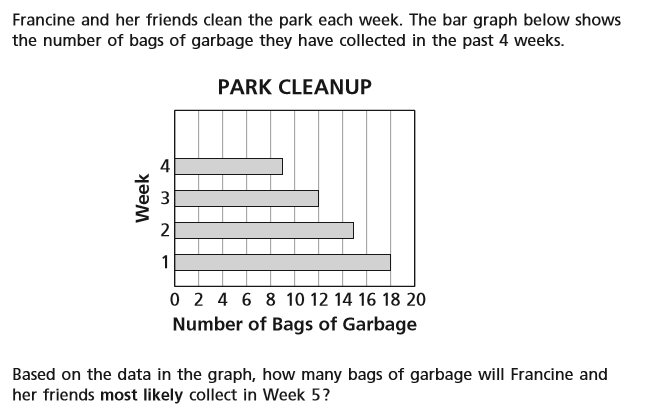 Francine and her friends clean the park each week. The bar graph below shows
the number of bags of garbage they have collected in the past 4 weeks.
PARK CLEANUP
Week
4
3
2
1
0 2 4 6 8 10 12 14 16 18 20
Number of Bags of Garbage
Based on the data in the graph, how many bags of garbage will Francine and
her friends most likely collect in Week 5?